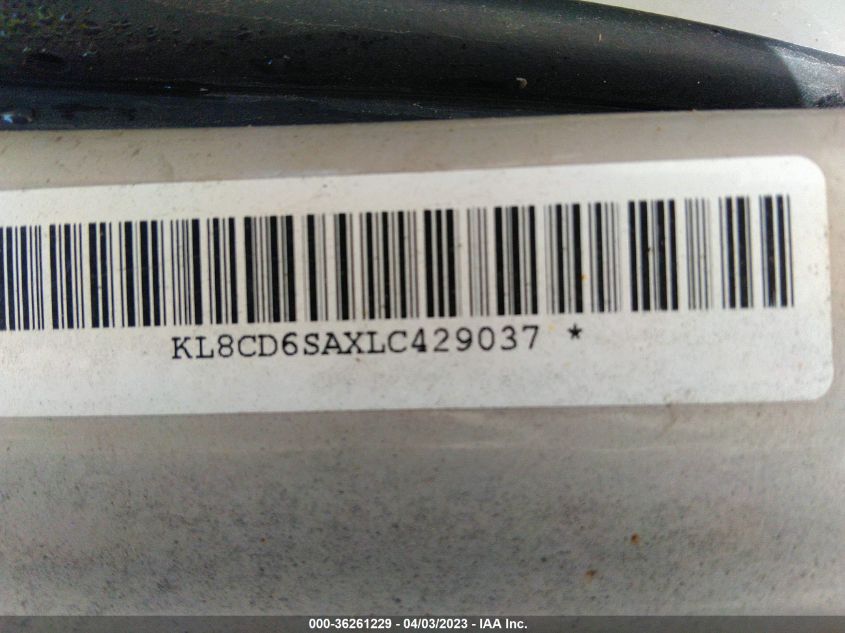 KL8CD6SAXLC429037 *
000-36261229 - 04/03/2023 - IAA Inc.